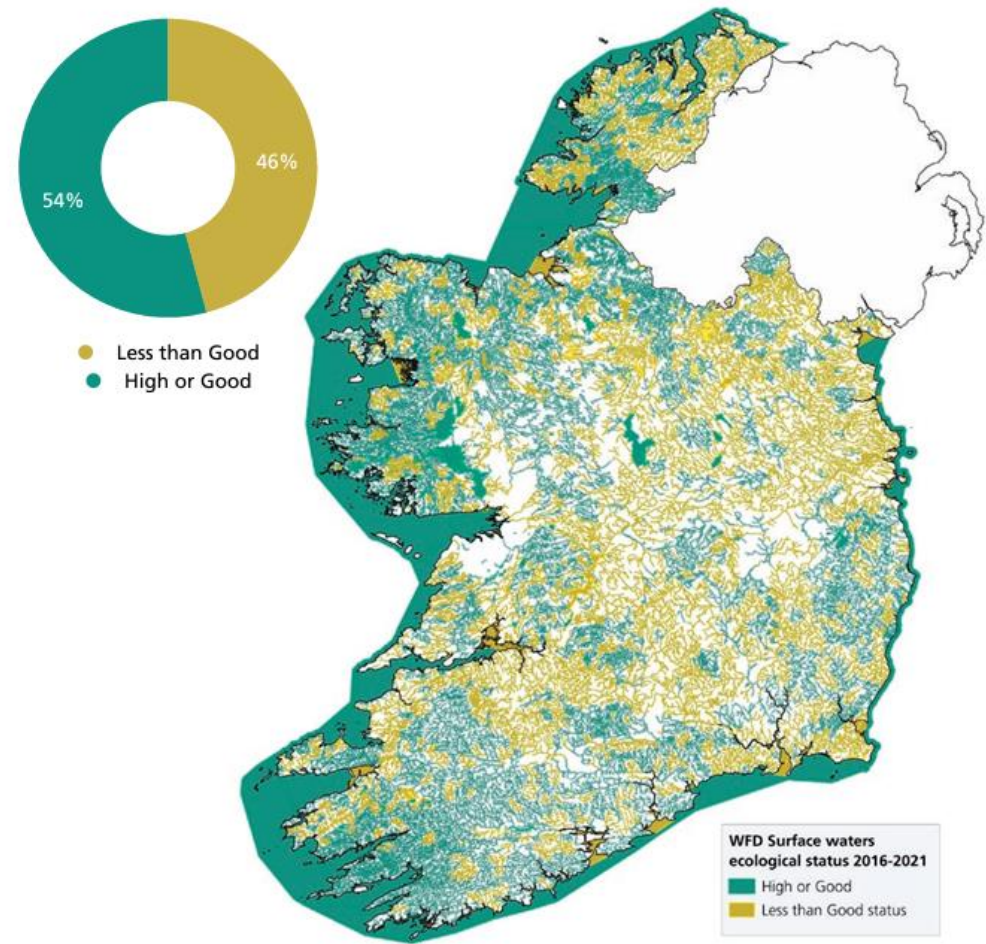 46%
54%
Less than Good
High or Good
WFD Surface waters
ecological status 2016-2021
High or Good
Less than Good status